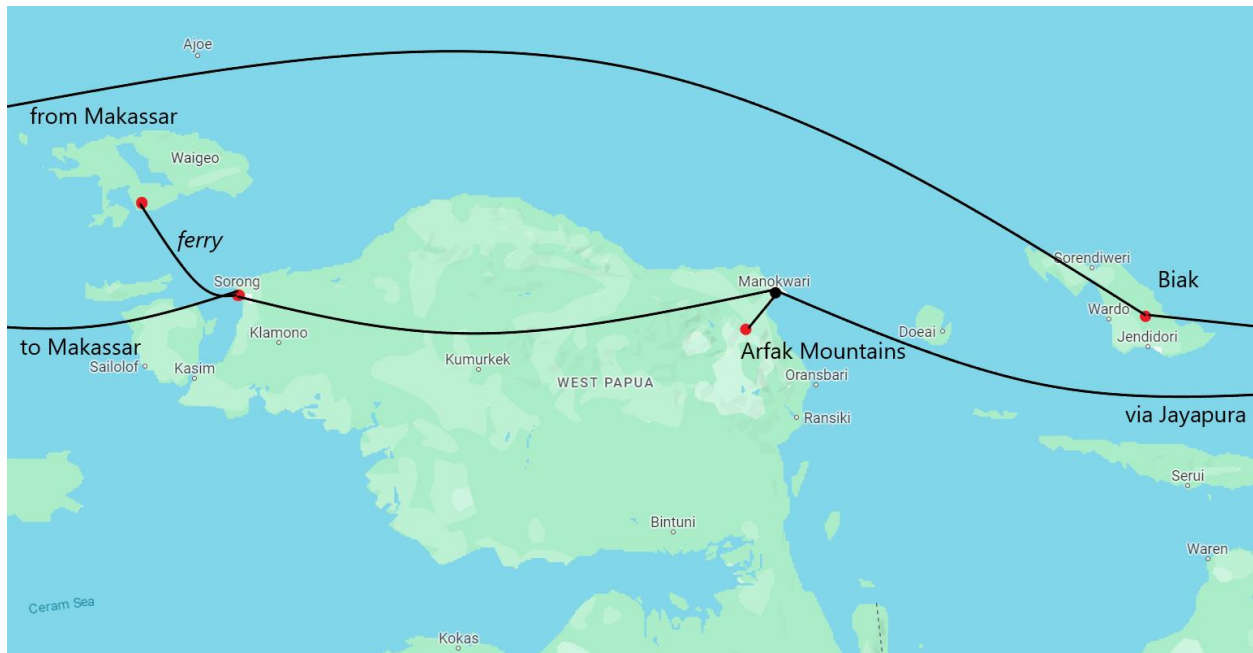 Ajoe
from Makassar
Waigeo
ferry
Sorong
Manokwari
Sorendiweri
Biak
Wardo
Doeai
Jendidori
to Makassar
Klamono
Sailolof
Kasim
Kumurkek
Arfak Mountains
WEST PAPUA
Oransbari
via Jayapura
Ransiki
Serui
Bintuni
Waren
Ceram Sea
Kokas